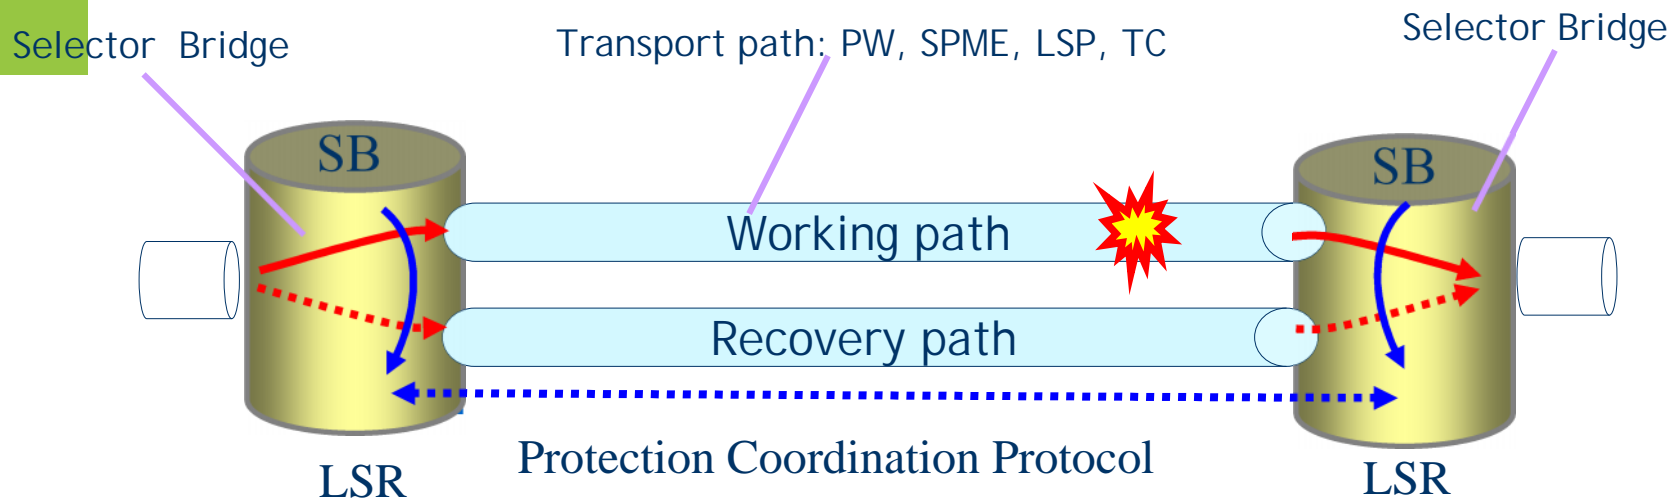 Selector Bridge
Transport path: PW, SPME, LSP, TC
Selector Bridge
SB
SB
Working path
Recovery path
Protection Coordination Protocol
LSR
LSR